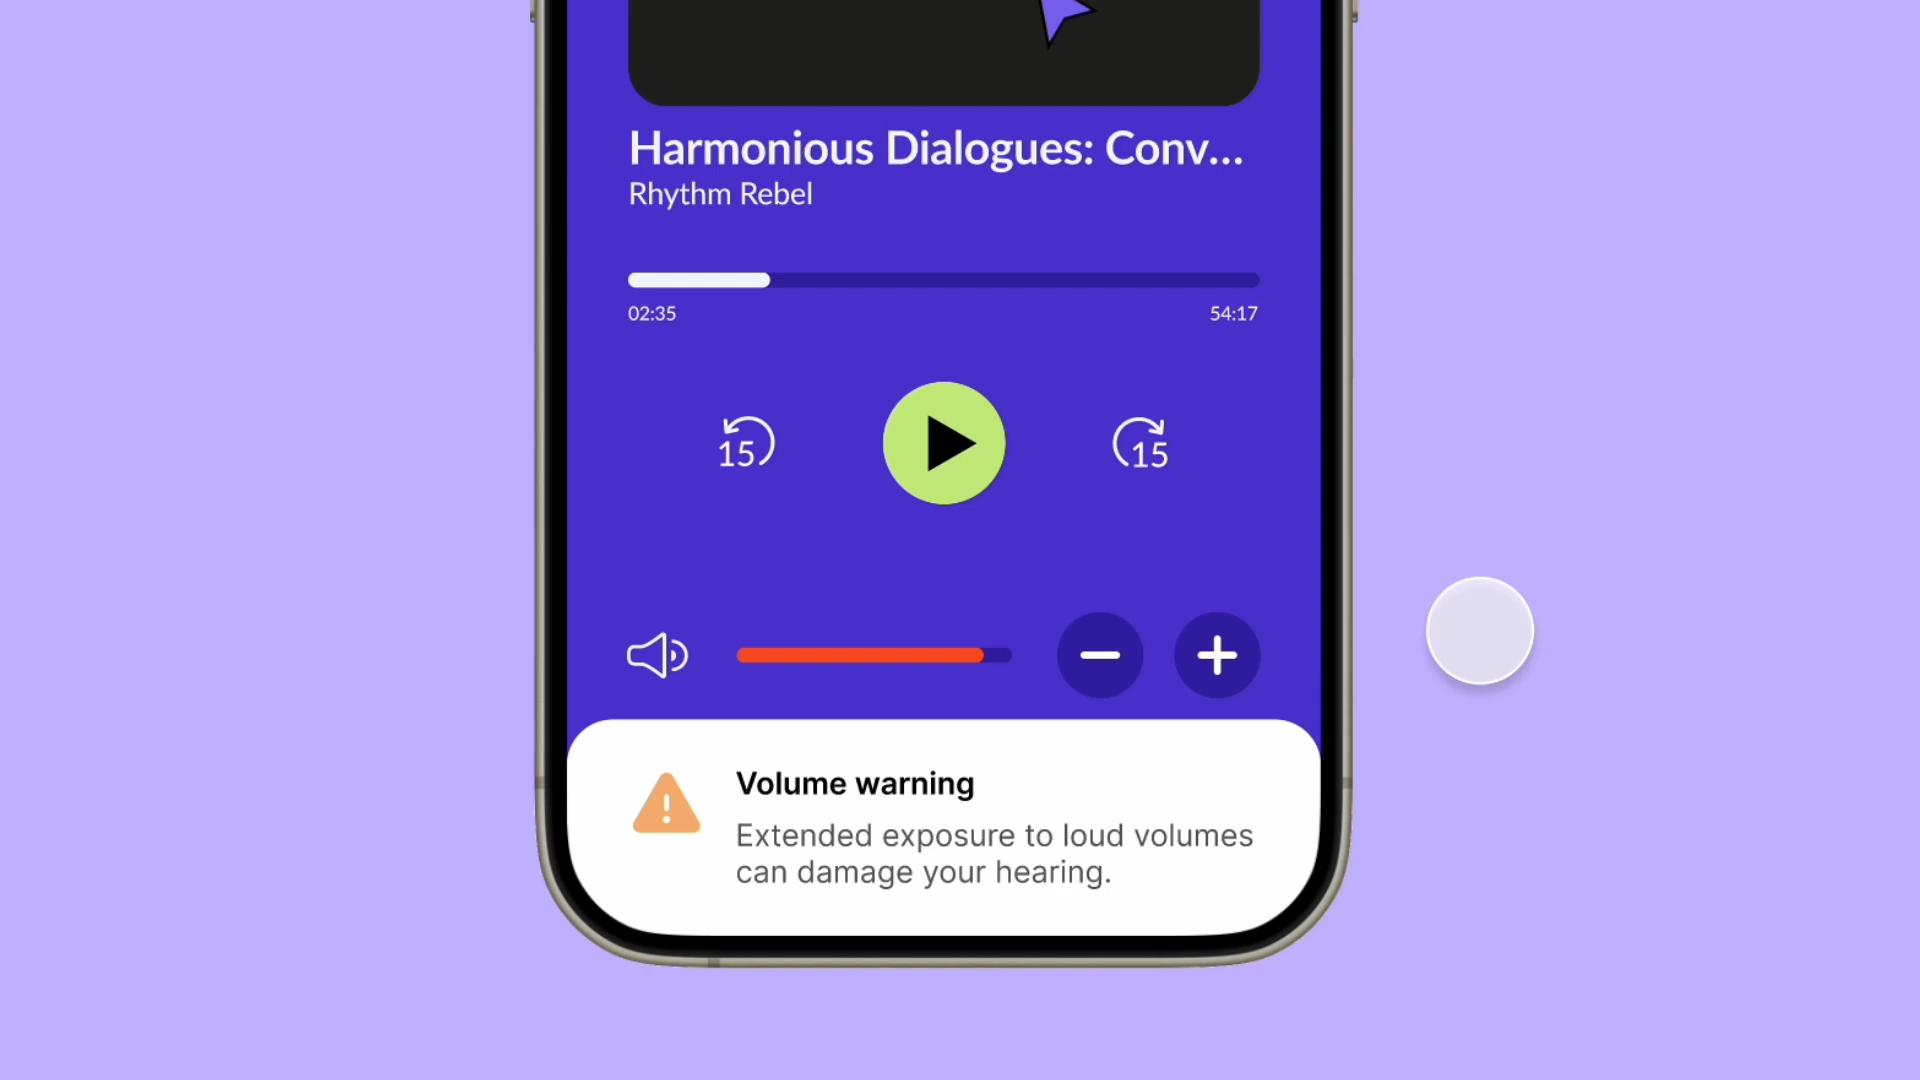 Harmonious Dialogues: Conv...
Rhythm Rebel
02:35
54:17
15
15
Volume warning
Extended exposure to loud volumes
can damage your hearing.